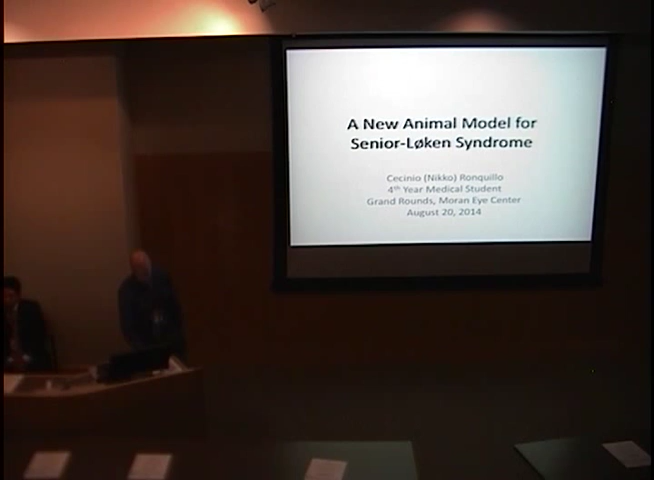 A New Animal Model for
Senior-Løken Syndrome
Cecinio (Nikko) Ronquillo
4th Year Medical Student
Grand Rounds, Moran Eye Center
August 20, 2014